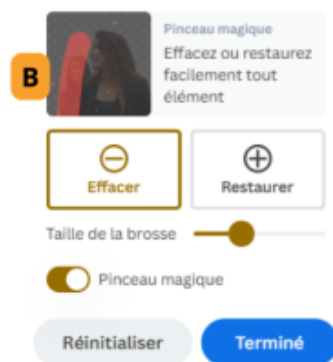 Pinceau magique
Effacez ou restaurez
facilement tout
élément
B
Effacer
Restaurer
Taille de la brosse
Pinceau magique
Réinitialiser
Terminé